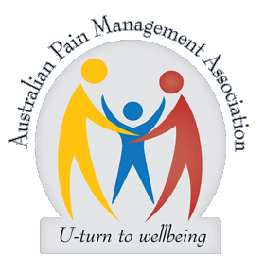 Australian Pain Management Association
U-turn to wellbeing